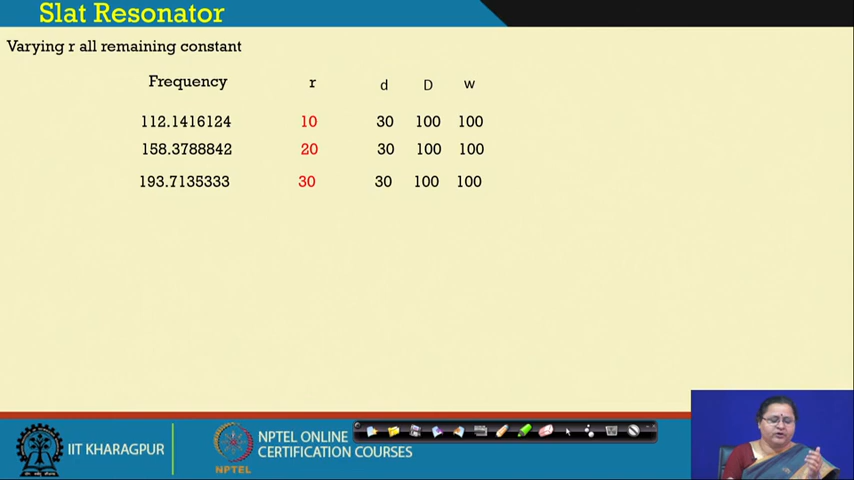 Slat Resonator
Varying r all remaining constant
Frequency r d D w
112.1416124 10 30 100 100
158.3788842 20 30 100 100
193.7135333 30 30 100 100
IIT KHARAGPUR
NPTEL
NPTEL ONLINE
CERTIFICATION COURSES